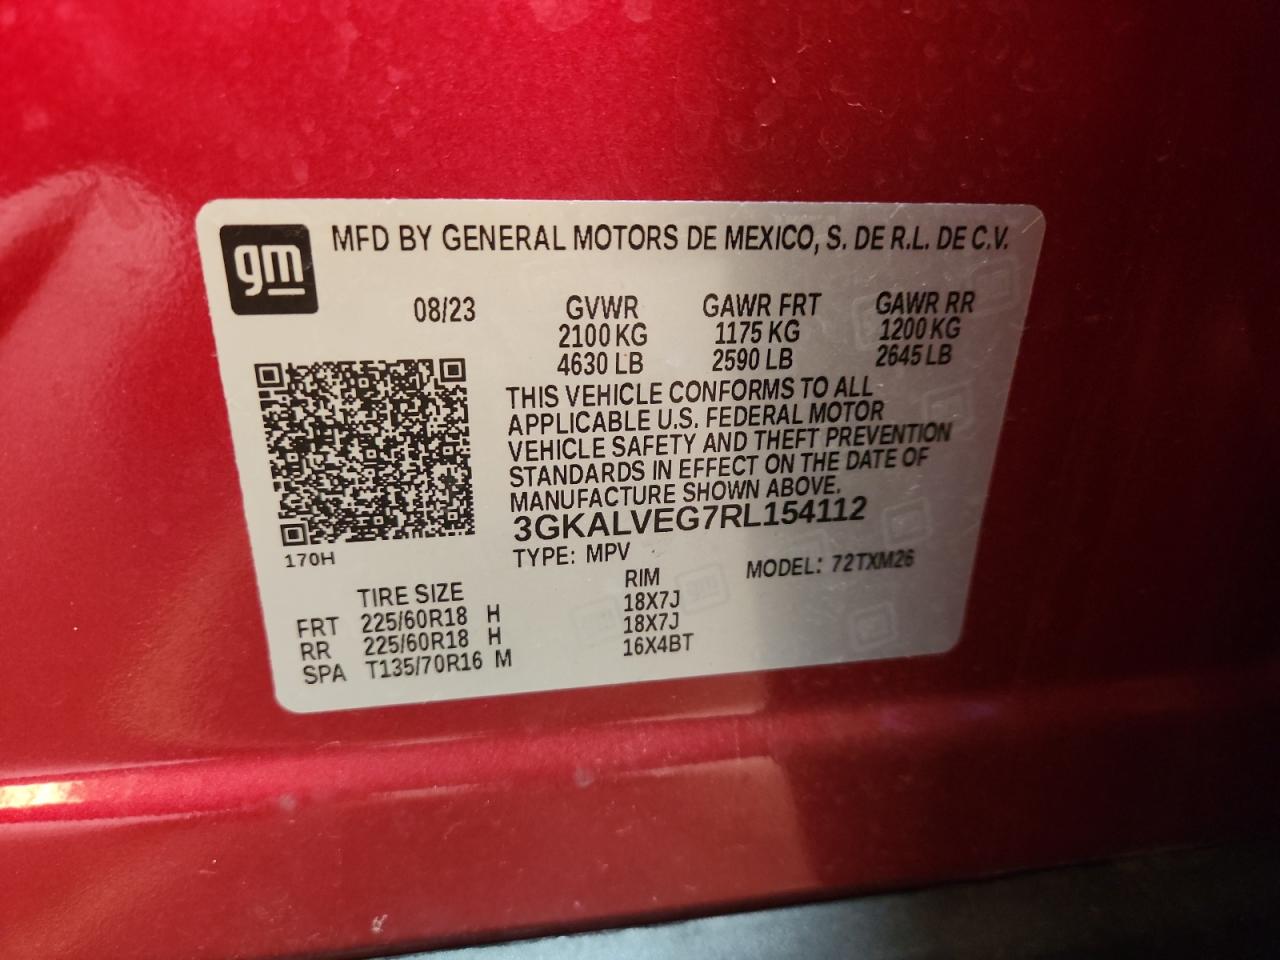 gm
MFD BY GENERAL MOTORS DE MEXICO, S. DE R.L. DE C.V.
08/23 GVWR GAWR FRT GAWR RR
2100 KG 1175 KG 1200 KG
4630 LB 2590 LB 2645 LB
THIS VEHICLE CONFORMS TO ALL
APPLICABLE U.S. FEDERAL MOTOR
VEHICLE SAFETY AND THEFT PREVENTION
STANDARDS IN EFFECT ON THE DATE OF
MANUFACTURE SHOWN ABOVE.
3GKALVEG7RL154112
170H
TYPE: MPV MODEL: 72TXM26
TIRE SIZE RIM
FRT 225/60R18 H 18X7J
RR 225/60R18 H 18X7J
SPA T135/70R16 M 16X4BT